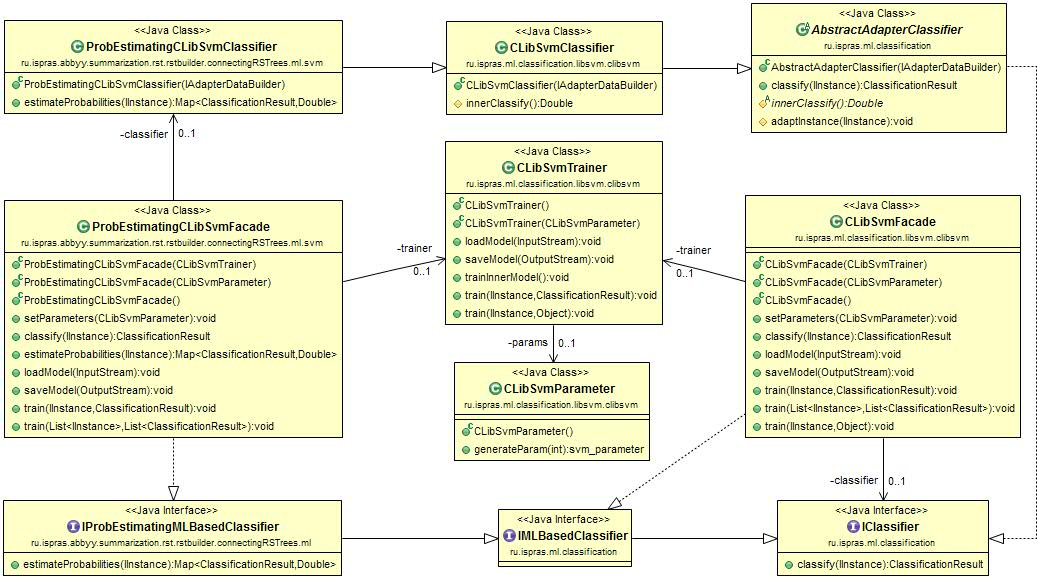 <<Java Class>>
ProbEstimatingCLibSvmClassifier
ru.ispras.abbyy.summarization.rst.rstbuilder.connectingRSTrees.ml.svm
ProbEstimatingCLibSvmClassifier(IAdapterDataBuilder)
estimateProbabilities(IInstance):Map<ClassificationResult,Double>
<<Java Class>>
CLibSvmClassifier
ru.ispras.ml.classification.libsvm.clibsvm
CLibSvmClassifier(IAdapterDataBuilder)
innerClassify():Double
<<Java Class>>
AbstractAdapterClassifier
ru.ispras.ml.classification
AbstractAdapterClassifier(IAdapterDataBuilder)
classify(IInstance):ClassificationResult
innerClassify():Double
adaptInstance(IInstance):void
-classifier 0..1
<<Java Class>>
ProbEstimatingCLibSvmFacade
ru.ispras.abbyy.summarization.rst.rstbuilder.connectingRSTrees.ml.svm
ProbEstimatingCLibSvmFacade(CLibSvmTrainer)
ProbEstimatingCLibSvmFacade(CLibSvmParameter)
ProbEstimatingCLibSvmFacade()
setParameters(CLibSvmParameter):void
classify(IInstance):ClassificationResult
estimateProbabilities(IInstance):Map<ClassificationResult,Double>
loadModel(InputStream):void
saveModel(OutputStream):void
train(IInstance,ClassificationResult):void
train(List<IInstance>,List<ClassificationResult>):void
-trainer
0..1
<<Java Class>>
CLibSvmTrainer
ru.ispras.ml.classification.libsvm.clibsvm
CLibSvmTrainer()
CLibSvmTrainer(CLibSvmParameter)
loadModel(InputStream):void
saveModel(OutputStream):void
trainInnerModel():void
train(IInstance,ClassificationResult):void
train(IInstance,Object):void
-trainer
0..1
<<Java Class>>
CLibSvmFacade
ru.ispras.ml.classification.libsvm.clibsvm
CLibSvmFacade(CLibSvmTrainer)
CLibSvmFacade(CLibSvmParameter)
CLibSvmFacade()
setParameters(CLibSvmParameter):void
classify(IInstance):ClassificationResult
loadModel(InputStream):void
saveModel(OutputStream):void
train(IInstance,ClassificationResult):void
train(List<IInstance>,List<ClassificationResult>):void
train(IInstance,Object):void
-params 0..1
<<Java Class>>
CLibSvmParameter
ru.ispras.ml.classification.libsvm.clibsvm
CLibSvmParameter()
generateParam(int):svm_parameter
-classifier 0..1
<<Java Interface>>
IProbEstimatingMLBasedClassifier
ru.ispras.abbyy.summarization.rst.rstbuilder.connectingRSTrees.ml
estimateProbabilities(IInstance):Map<ClassificationResult,Double>
<<Java Interface>>
IMLBasedClassifier
ru.ispras.ml.classification
<<Java Interface>>
IClassifier
ru.ispras.ml.classification
classify(IInstance):ClassificationResult